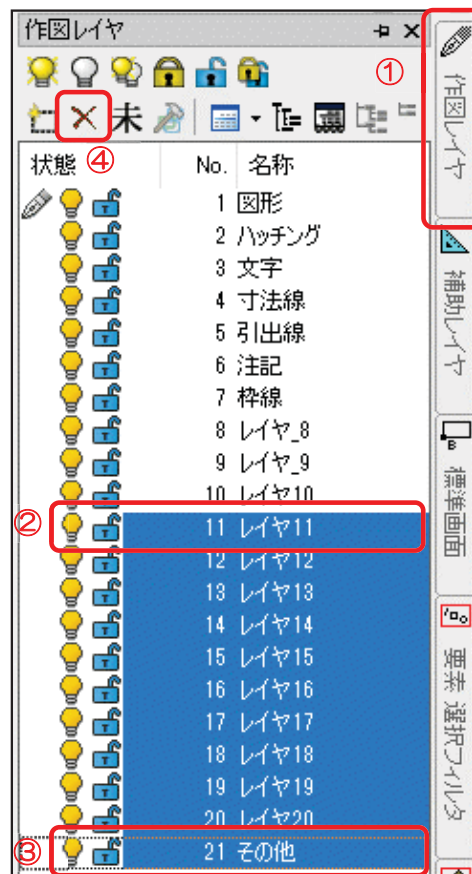 作図レイヤ
①
未
④
状態 No. 名称
1 図形
2 ハッチング
3 文字
4 寸法線
5 引出線
6 注記
7 枠線
8 レイヤ_8
9 レイヤ_9
10 レイヤ10
② 11 レイヤ11
12 レイヤ12
13 レイヤ13
14 レイヤ14
15 レイヤ15
16 レイヤ16
17 レイヤ17
18 レイヤ18
19 レイヤ19
20 レイヤ20
③ 21 その他
作図レイヤ
補助レイヤ
B
標準画面
要素 選択フィルタ